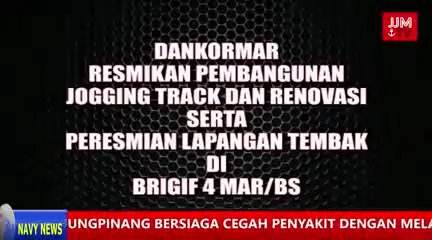 JJM
TV
DANKORMAR
RESMIKAN PEMBANGUNAN
JOGGING TRACK DAN RENOVASI
SERTA
PERESMIAN LAPANGAN TEMBAK
DI
BRIGIF 4 MAR/BS
NAVY NEWS
UNGPINANG BERSIAGA CEGAH PENYAKIT DENGAN MELA